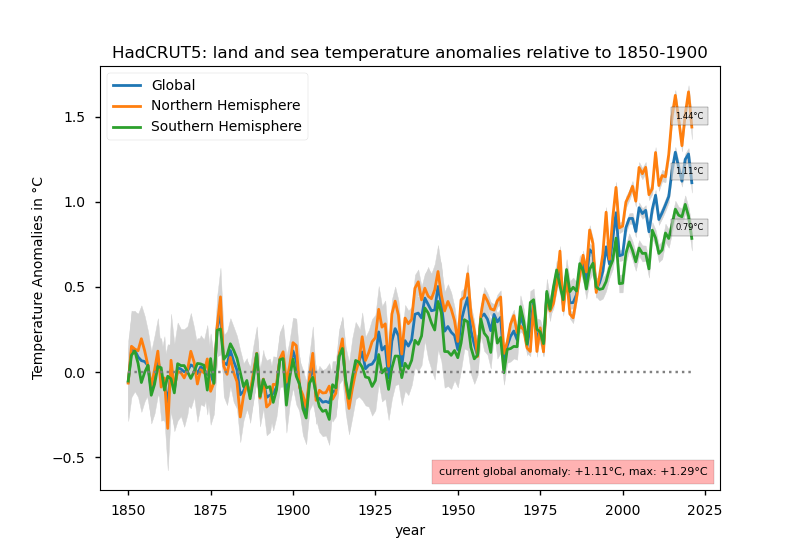 HadCRUT5: land and sea temperature anomalies relative to 1850-1900
Global
Northern Hemisphere
Southern Hemisphere
Temperature Anomalies in °C
1.5
1.0
0.5
0.0
−0.5
1.44°C
1.11°C
0.79°C
current global anomaly: +1.11°C, max: +1.29°C
1850
1875
1900
1925
1950
1975
2000
2025
year